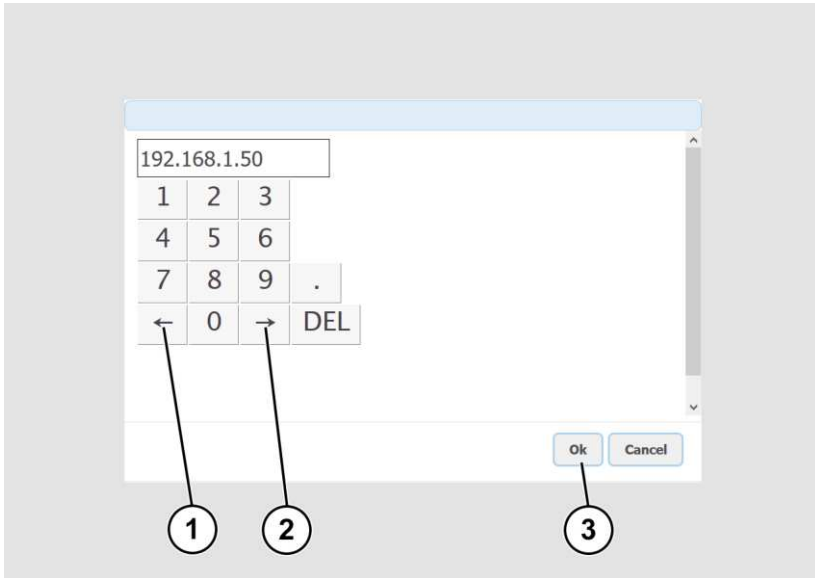 192.168.1.50
1 2 3
4 5 6
7 8 9 .
← 0 → DEL
Ok Cancel
1 2 3